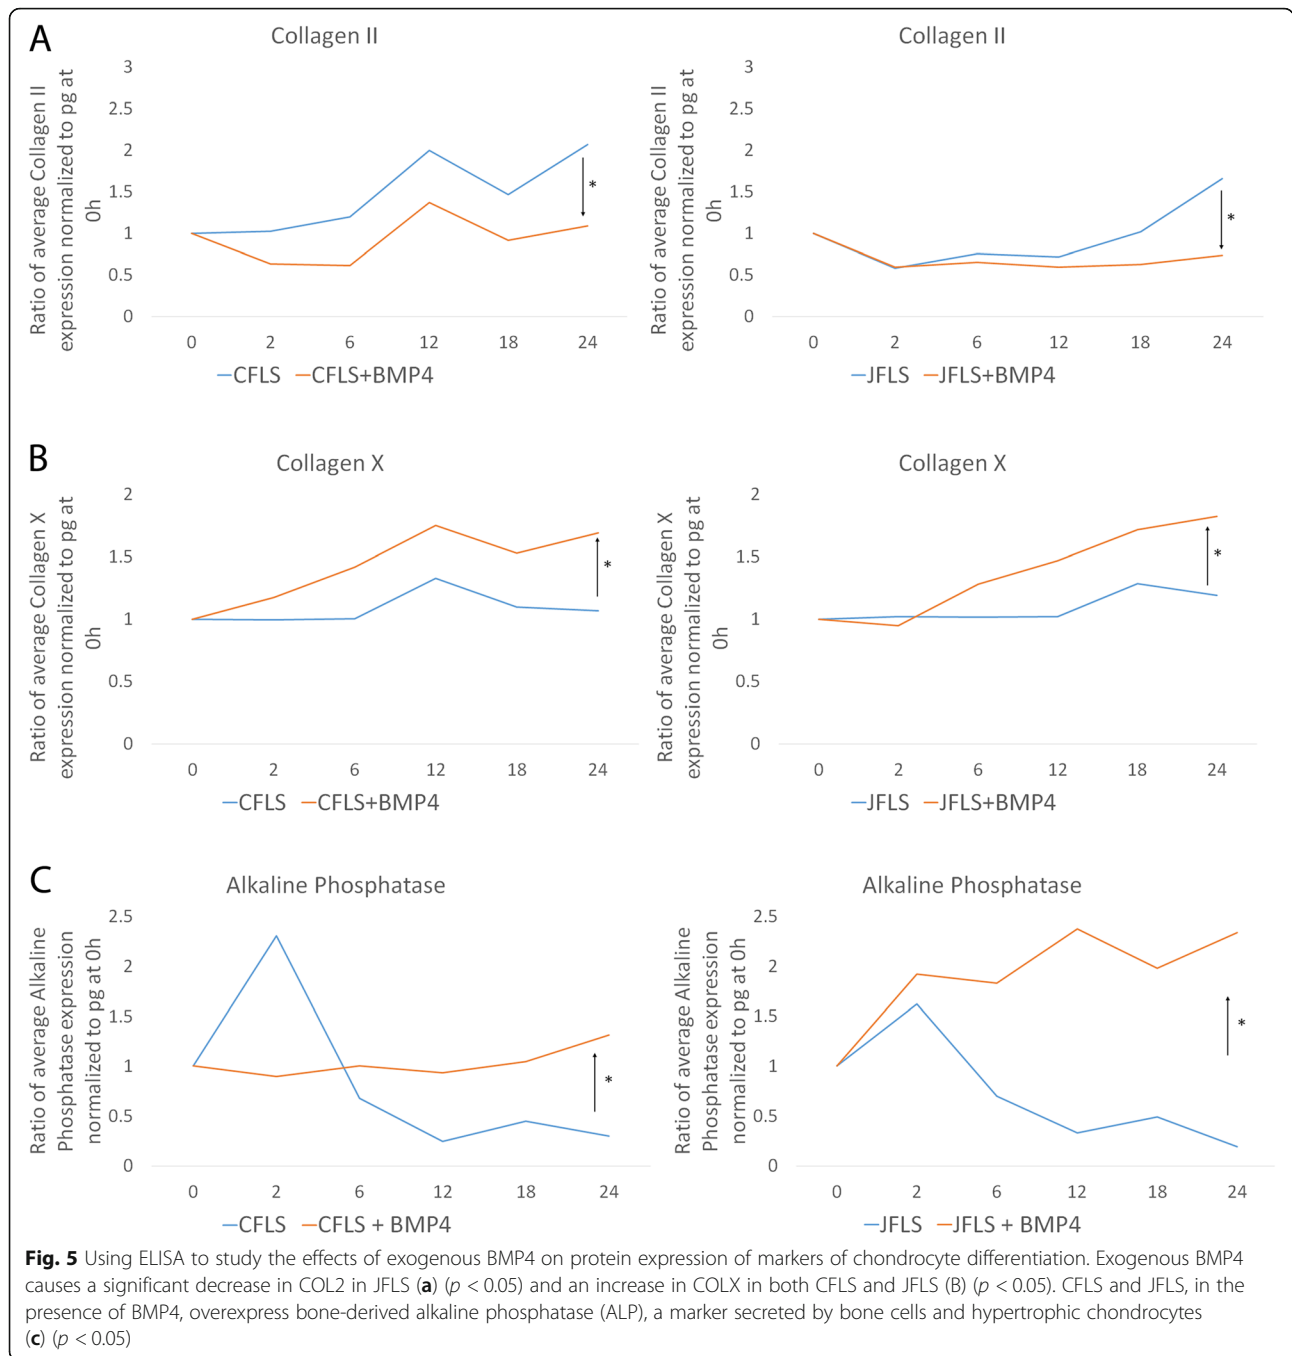 A
Collagen II
Ratio of average Collagen II
expression normalized to pg at
0h
3
2.5
2
1.5
1
0.5
0
*
0 2 6 12 18 24
CFLS CFLS+BMP4
Collagen II
Ratio of average Collagen II
expression normalized to pg at
0h
3
2.5
2
1.5
1
0.5
0
*
0 2 6 12 18 24
JFLS JFLS+BMP4
B
Collagen X
Ratio of average Collagen X
expression normalized to pg at
0h
2
1.5
1
0.5
0
*
0 2 6 12 18 24
CFLS CFLS+BMP4
Collagen X
Ratio of average Collagen X
expression normalized to pg at
0h
2
1.5
1
0.5
0
*
0 2 6 12 18 24
JFLS JFLS+BMP4
C
Alkaline Phosphatase
Ratio of average Alkaline
Phosphatase expression
normalized to pg at 0h
2.5
2
1.5
1
0.5
0
*
0 2 6 12 18 24
CFLS CFLS + BMP4
Alkaline Phosphatase
Ratio of average Alkaline
Phosphatase expression
normalized to pg at 0h
2.5
2
1.5
1
0.5
0
*
0 2 6 12 18 24
JFLS JFLS + BMP4
Fig. 5 Using ELISA to study the effects of exogenous BMP4 on protein expression of markers of chondrocyte differentiation. Exogenous BMP4
causes a significant decrease in COL2 in JFLS (a) (p < 0.05) and an increase in COLX in both CFLS and JFLS (B) (p < 0.05). CFLS and JFLS, in the
presence of BMP4, overexpress bone-derived alkaline phosphatase (ALP), a marker secreted by bone cells and hypertrophic chondrocytes
(c) (p < 0.05)